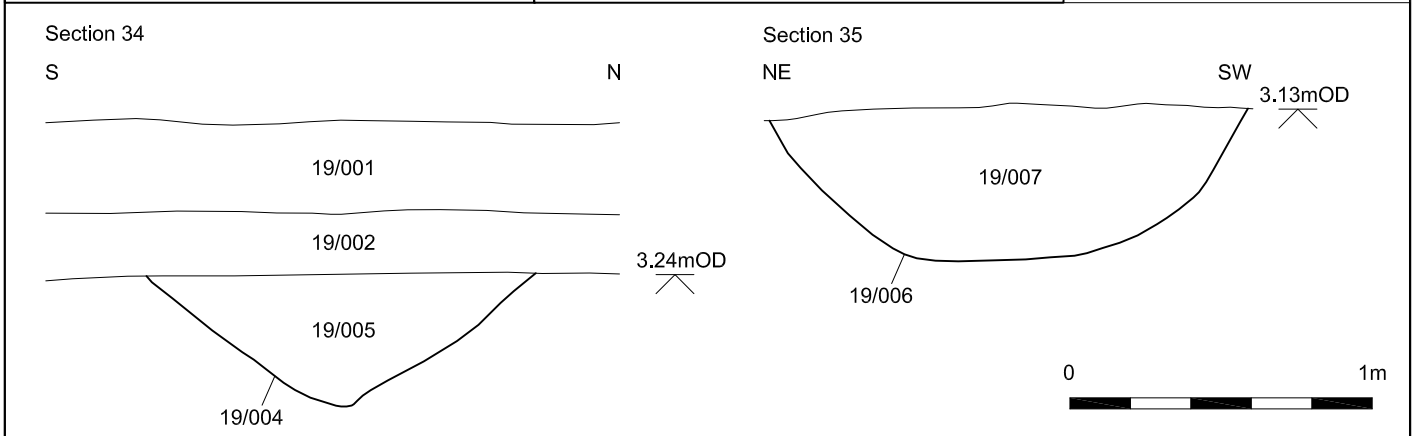 Section 34
S N
19/001
19/002
3.24mOD
19/005
19/004
Section 35
NE SW
3.13mOD
19/007
19/006
0 1m